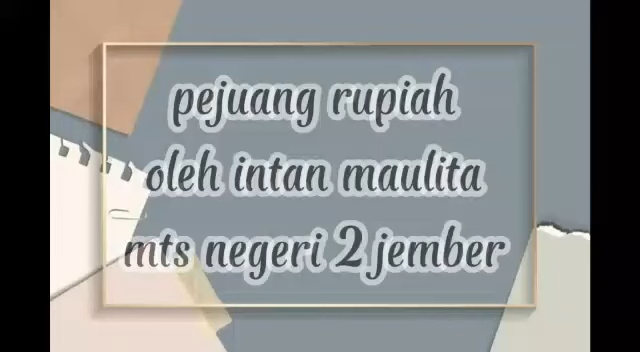 pejuang rupiah
oleh intan maulita
mts negeri 2 jember